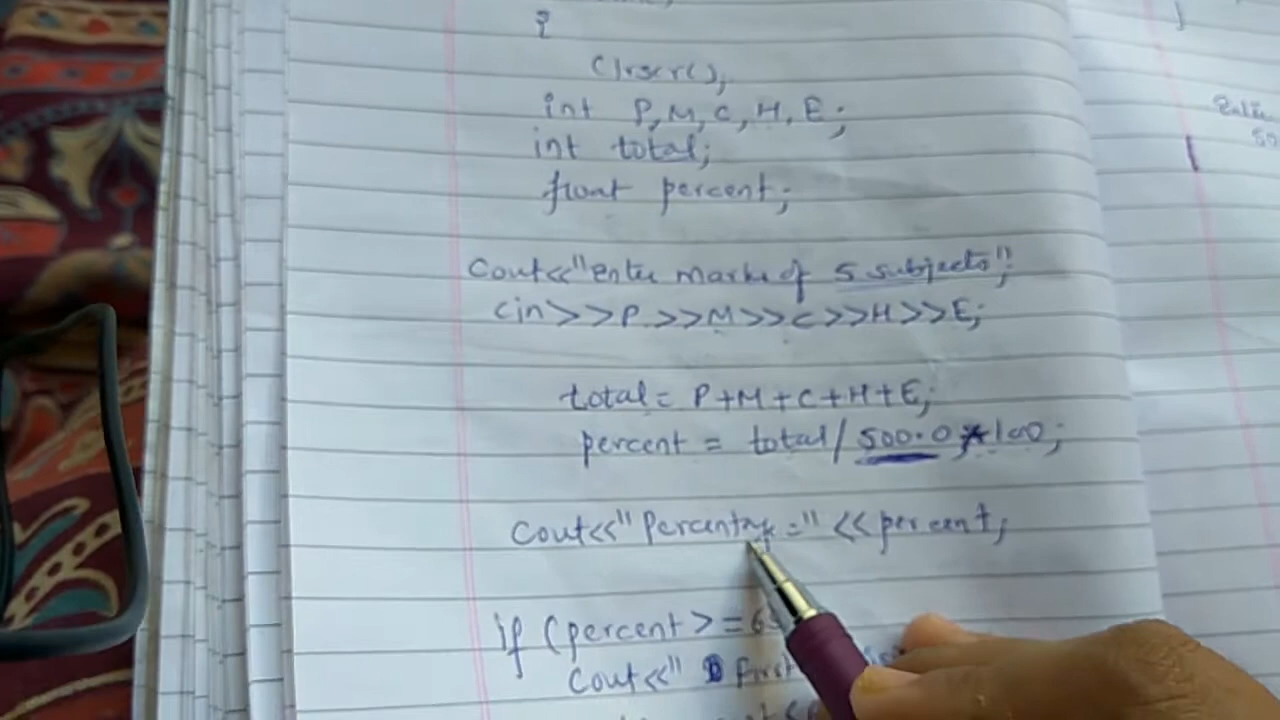 {
clrscr();
int P, M, C, H, E;
int total;
float percent;
cout<<"enter marks of 5 subjects";
cin>>P>>M>>C>>H>>E;
total = P+M+C+H+E;
percent = total/500.0*100;
cout<<"Percentage="<<percent;
if (percent>=6
cout<<" First